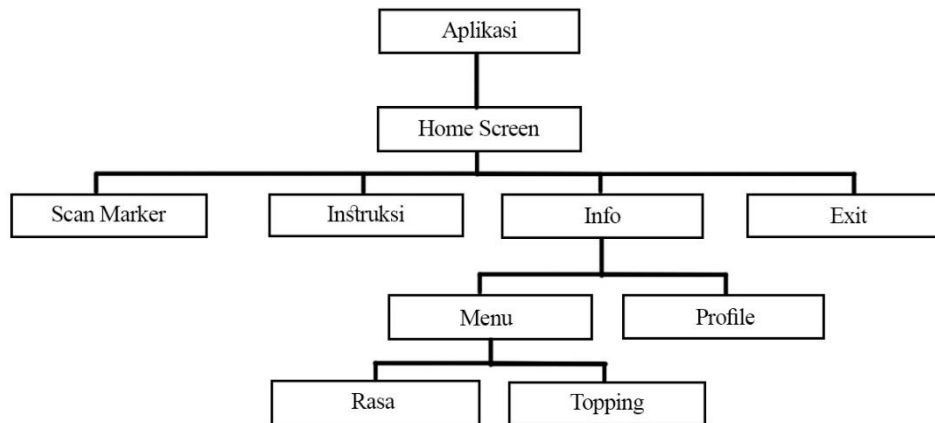 Aplikasi
Home Screen
Scan Marker
Instruksi
Info
Exit
Menu
Profile
Rasa
Topping